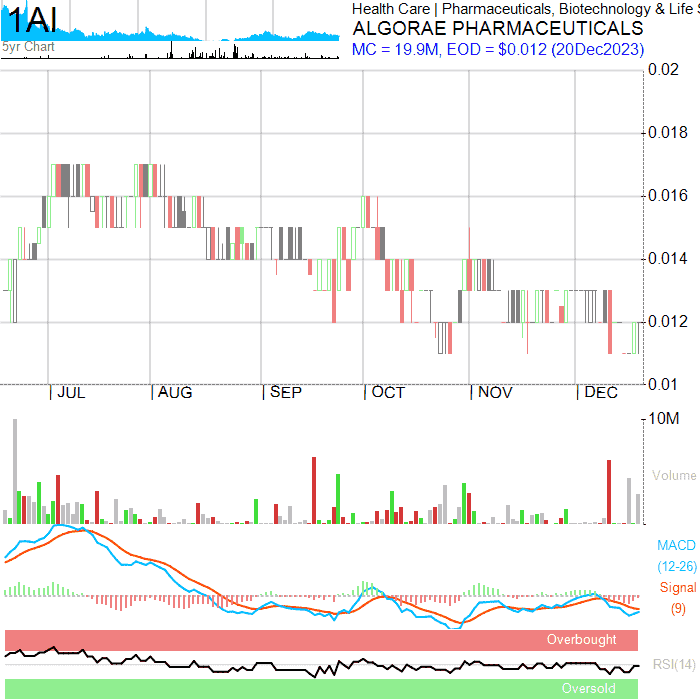 1AI
5yr Chart
Health Care | Pharmaceuticals, Biotechnology & Life S
ALGORAE PHARMACEUTICALS
MC = 19.9M, EOD = $0.012 (20Dec2023)
0.02
0.018
0.016
0.014
0.012
0.01
| JUL | AUG | SEP | OCT | NOV | DEC
10M
Volume
MACD
(12-26)
Signal
(9)
Overbought
RSI(14)
Oversold